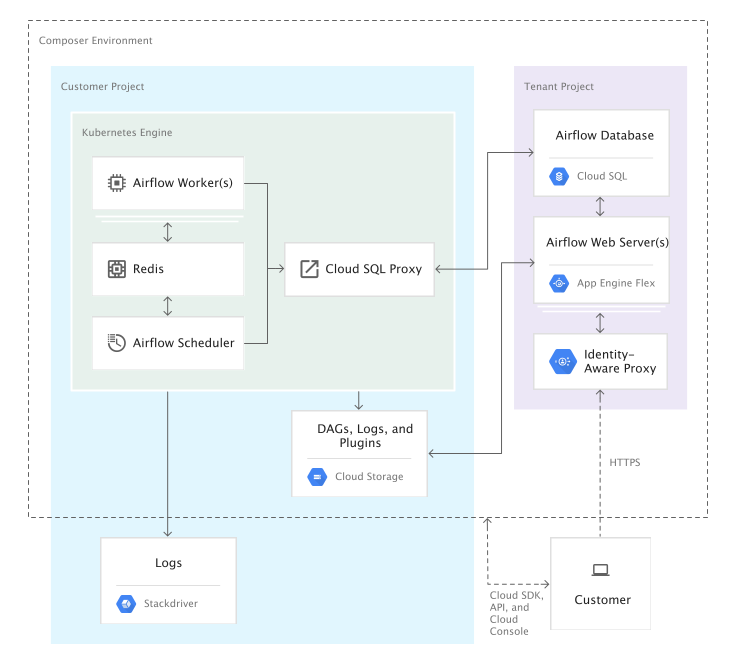 Composer Environment
Customer Project
Tenant Project
Kubernetes Engine
Airflow Worker(s)
Redis
Airflow Scheduler
Cloud SQL Proxy
Airflow Database
Cloud SQL
Airflow Web Server(s)
App Engine Flex
Identity-
Aware Proxy
DAGs, Logs, and
Plugins
Cloud Storage
HTTPS
Logs
Stackdriver
Cloud SDK,
API, and
Cloud
Console
Customer